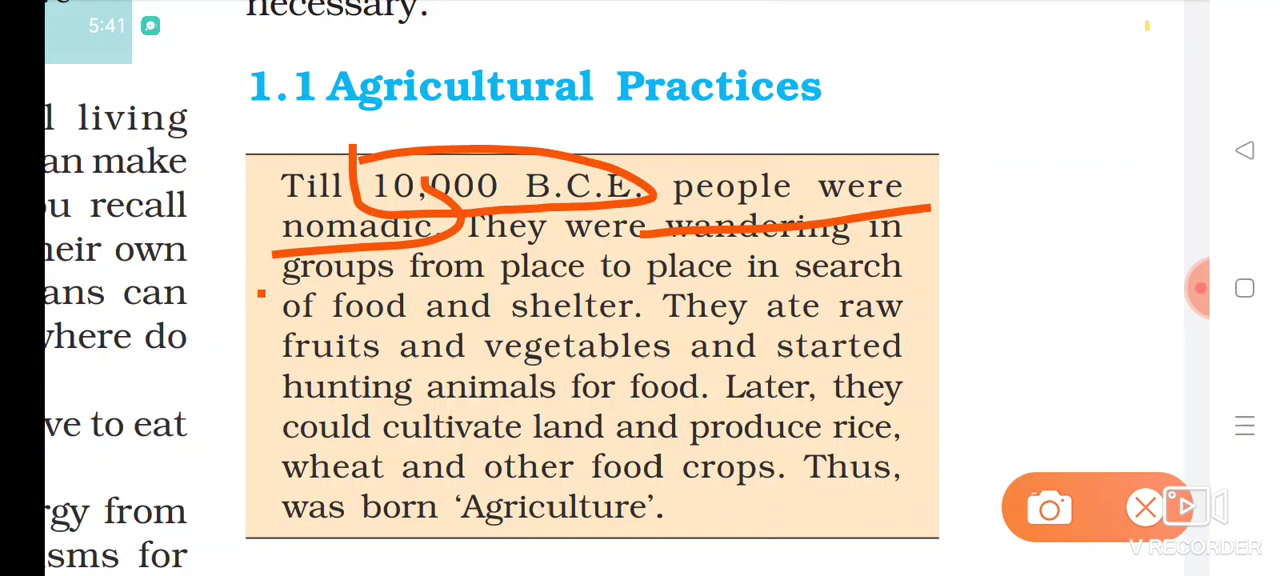 necessary.
5:41
1.1 Agricultural Practices
l living
an make
u recall
heir own
ans can
where do
ve to eat
rgy from
isms for
Till 10,000 B.C.E. people were
nomadic. They were wandering in
groups from place to place in search
of food and shelter. They ate raw
fruits and vegetables and started
hunting animals for food. Later, they
could cultivate land and produce rice,
wheat and other food crops. Thus,
was born ‘Agriculture’.
V RECORDER